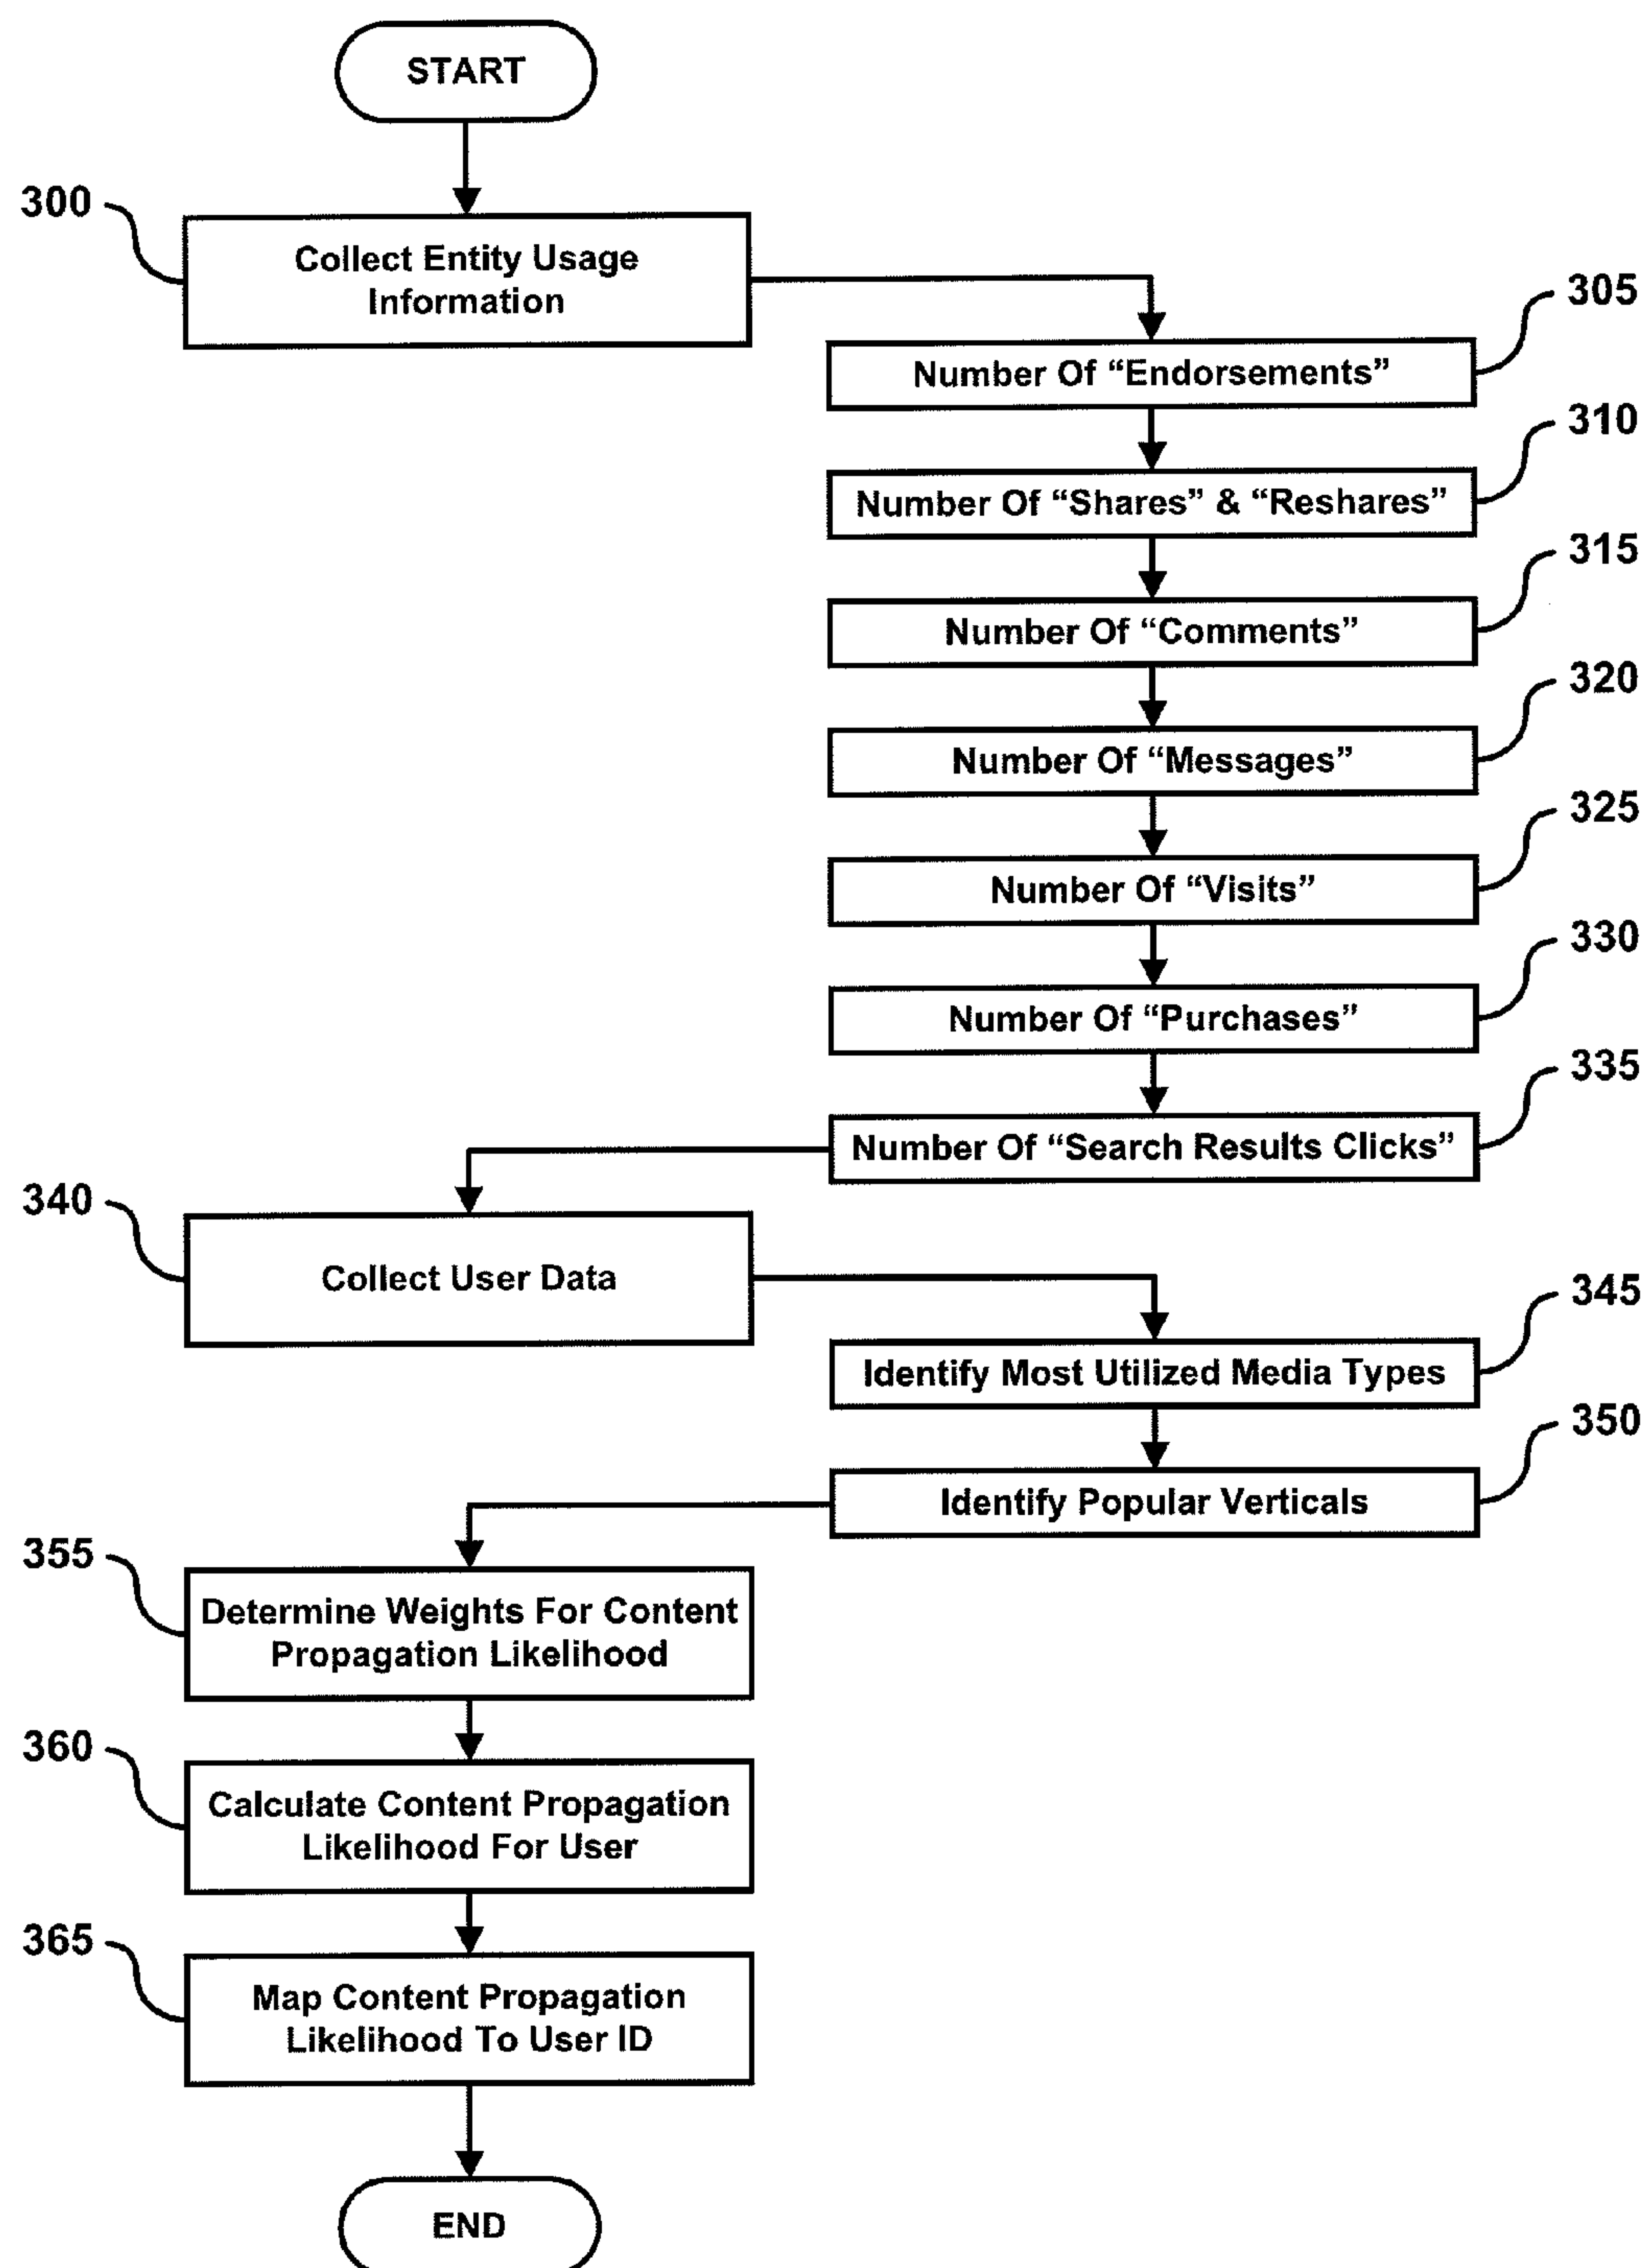 START
300
Collect Entity Usage
Information
305
Number Of “Endorsements”
310
Number Of “Shares” & “Reshares”
315
Number Of “Comments”
320
Number Of “Messages”
325
Number Of “Visits”
330
Number Of “Purchases”
335
Number Of “Search Results Clicks”
340
Collect User Data
345
Identify Most Utilized Media Types
350
Identify Popular Verticals
355
Determine Weights For Content
Propagation Likelihood
360
Calculate Content Propagation
Likelihood For User
365
Map Content Propagation
Likelihood To User ID
END